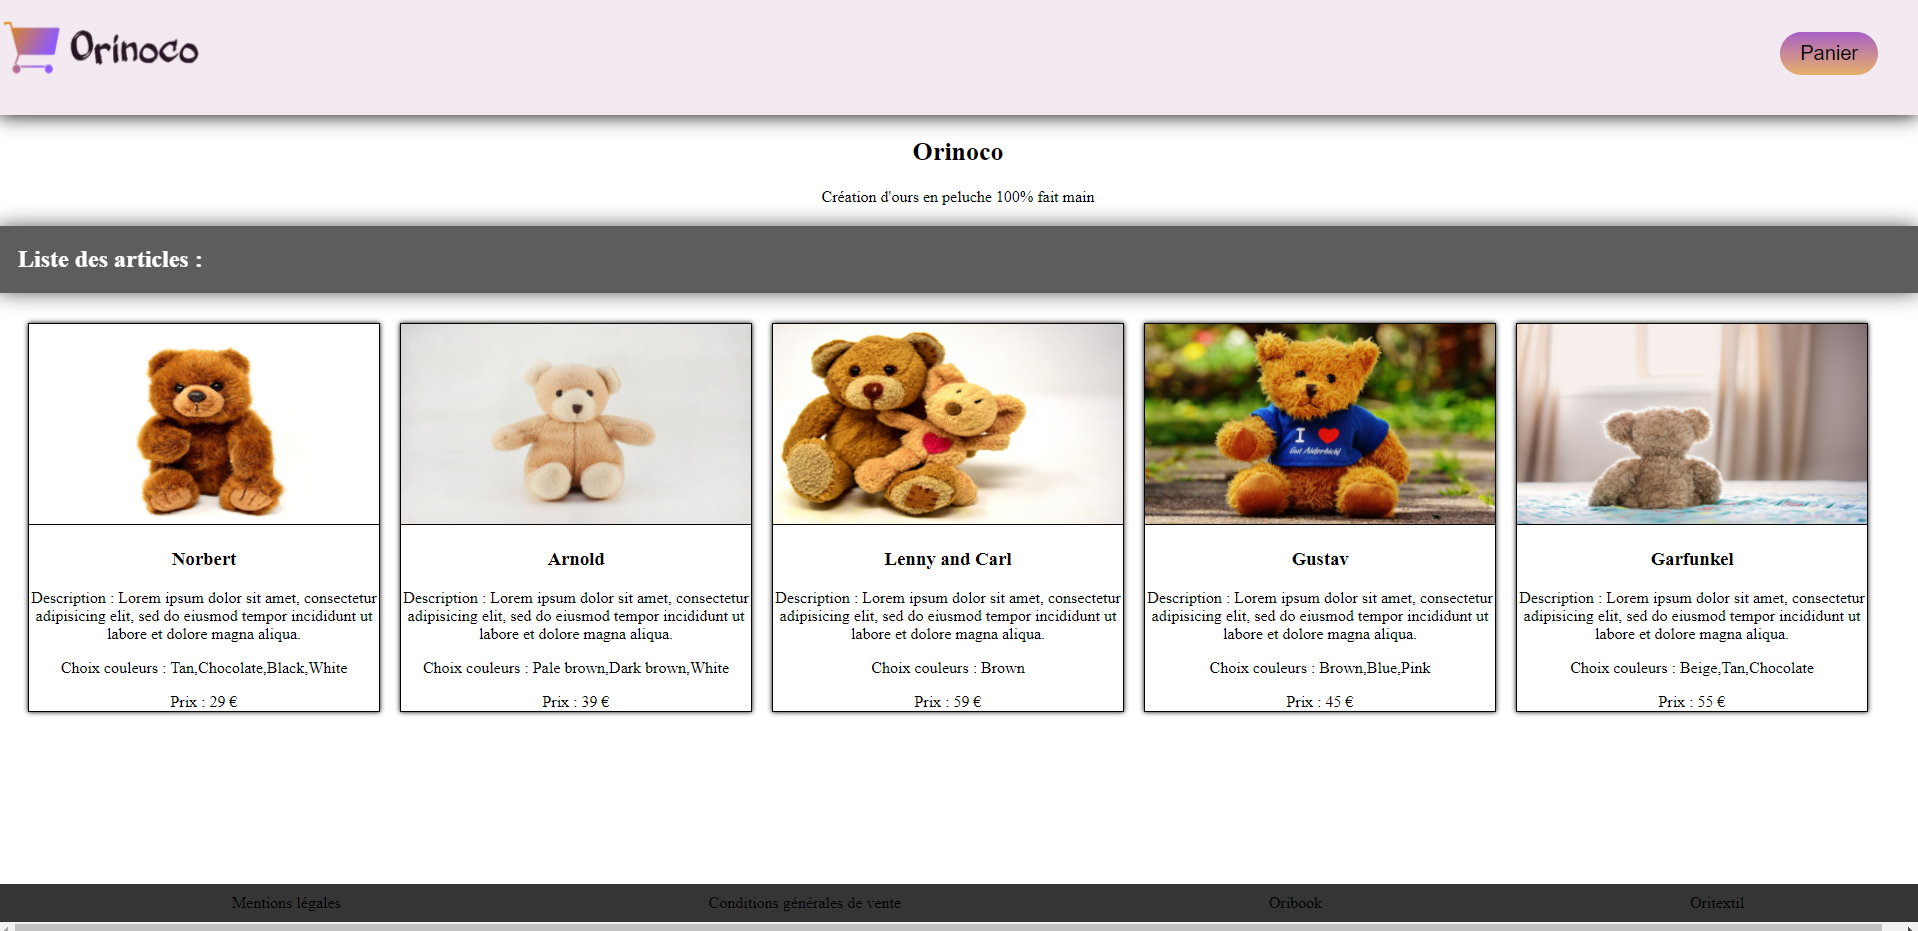 Orinoco
Panier
Orinoco
Création d'ours en peluche 100% fait main
Liste des articles :
I
Norbert
Description : Lorem ipsum dolor sit amet, consectetur
adipisicing elit, sed do eiusmod tempor incididunt ut
labore et dolore magna aliqua.
Choix couleurs : Tan,Chocolate,Black,White
Prix : 29 €
Arnold
Description : Lorem ipsum dolor sit amet, consectetur
adipisicing elit, sed do eiusmod tempor incididunt ut
labore et dolore magna aliqua.
Choix couleurs : Pale brown,Dark brown,White
Prix : 39 €
Lenny and Carl
Description : Lorem ipsum dolor sit amet, consectetur
adipisicing elit, sed do eiusmod tempor incididunt ut
labore et dolore magna aliqua.
Choix couleurs : Brown
Prix : 59 €
Gustav
Description : Lorem ipsum dolor sit amet, consectetur
adipisicing elit, sed do eiusmod tempor incididunt ut
labore et dolore magna aliqua.
Choix couleurs : Brown,Blue,Pink
Prix : 45 €
Garfunkel
Description : Lorem ipsum dolor sit amet, consectetur
adipisicing elit, sed do eiusmod tempor incididunt ut
labore et dolore magna aliqua.
Choix couleurs : Beige,Tan,Chocolate
Prix : 55 €
Mentions légales
Conditions générales de vente
Oribook
Oritextil